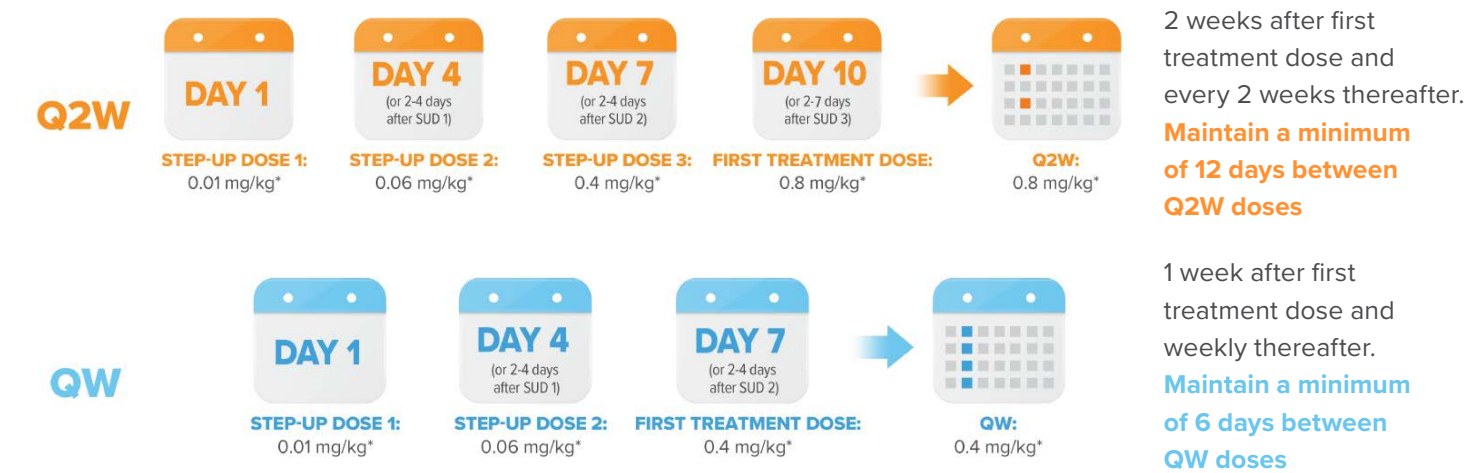 Q2W
DAY 1
STEP-UP DOSE 1:
0.01 mg/kg*
DAY 4
(or 2-4 days
after SUD 1)
STEP-UP DOSE 2:
0.06 mg/kg*
DAY 7
(or 2-4 days
after SUD 2)
STEP-UP DOSE 3:
0.4 mg/kg*
DAY 10
(or 2-7 days
after SUD 3)
FIRST TREATMENT DOSE:
0.8 mg/kg*
Q2W:
0.8 mg/kg*
2 weeks after first
treatment dose and
every 2 weeks thereafter.
Maintain a minimum
of 12 days between
Q2W doses
QW
DAY 1
STEP-UP DOSE 1:
0.01 mg/kg*
DAY 4
(or 2-4 days
after SUD 1)
STEP-UP DOSE 2:
0.06 mg/kg*
DAY 7
(or 2-4 days
after SUD 2)
FIRST TREATMENT DOSE:
0.4 mg/kg*
QW:
0.4 mg/kg*
1 week after first
treatment dose and
weekly thereafter.
Maintain a minimum
of 6 days between
QW doses